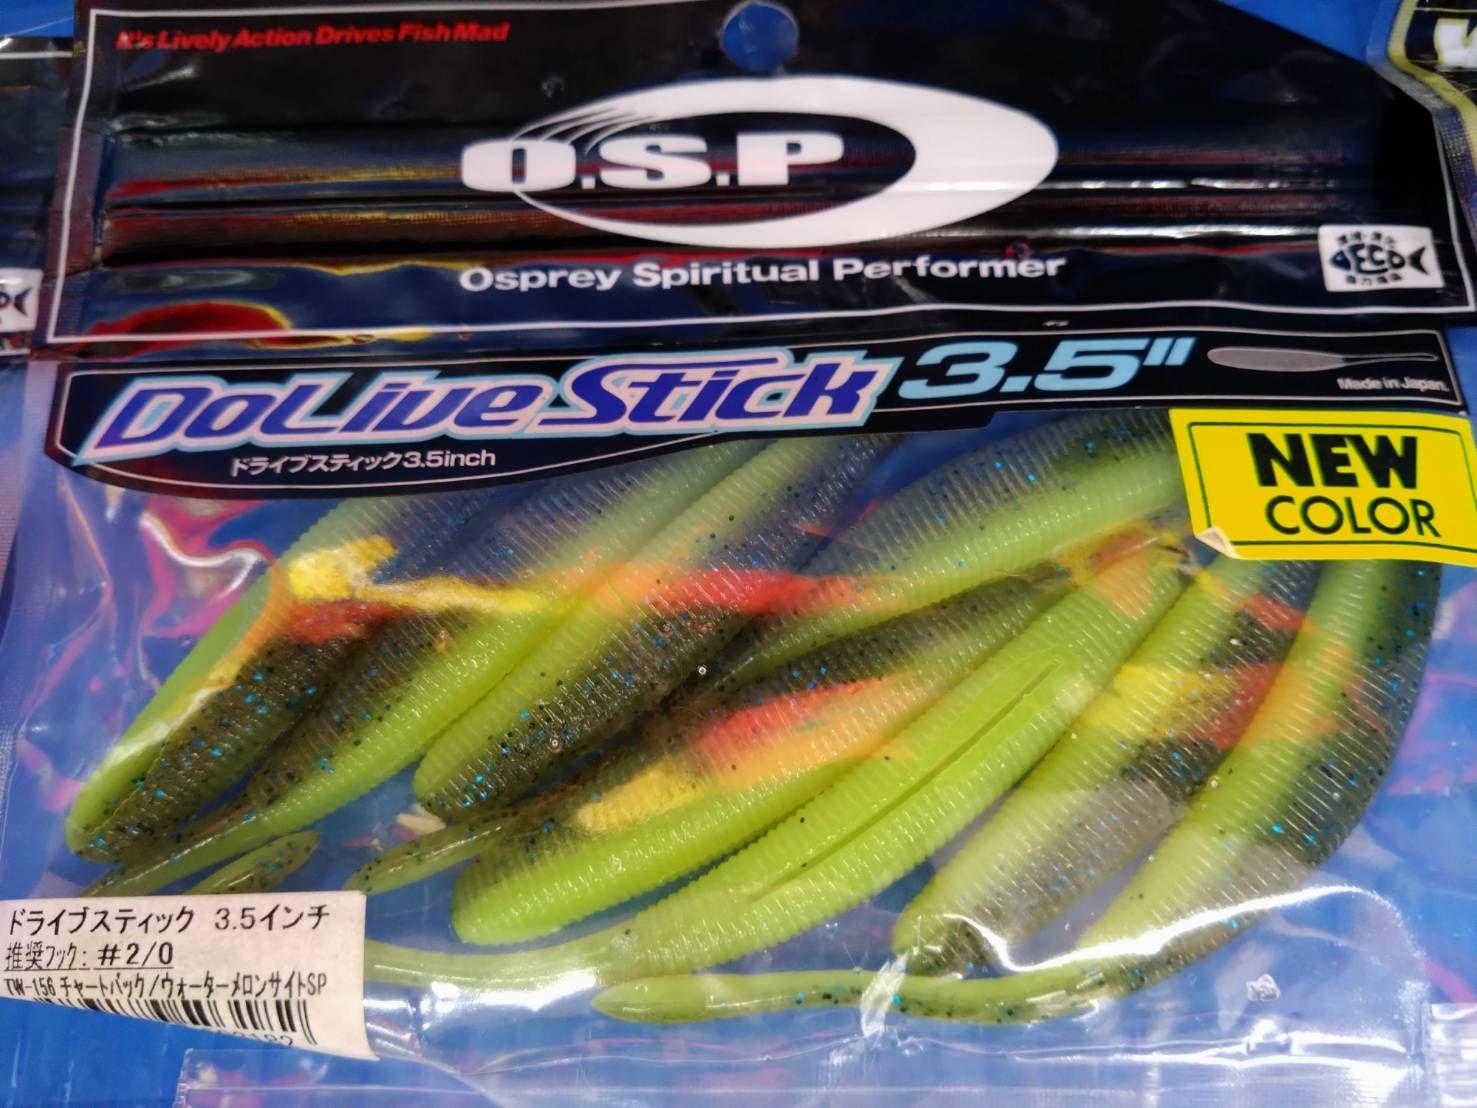 It's Lively Action Drives Fish Mad
O.S.P
Osprey Spiritual Performer
ECO
DoLive Stick 3.5"
Made in Japan.
ドライブスティック3.5inch
NEW
COLOR
ドライブスティック 3.5インチ
推奨フック: #2/0
TW-156 チャートバック/ウォーターメロンサイトSP